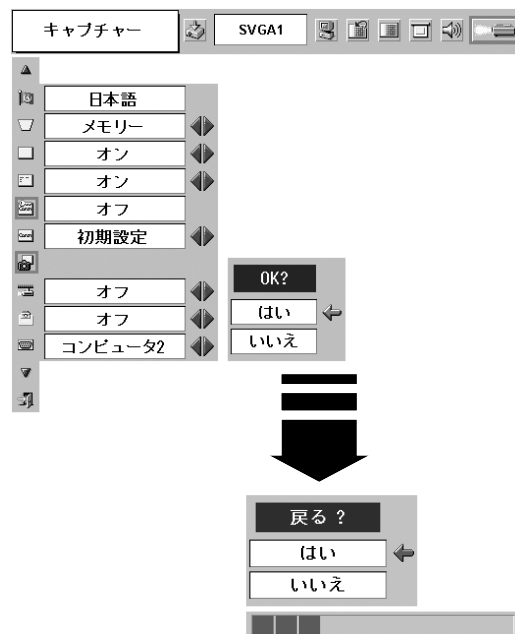 キャプチャー
SVGA1
日本語
メモリー
オン
オン
オフ
初期設定
オフ
オフ
コンピュータ2
OK?
はい
いいえ
戻る ?
はい
いいえ